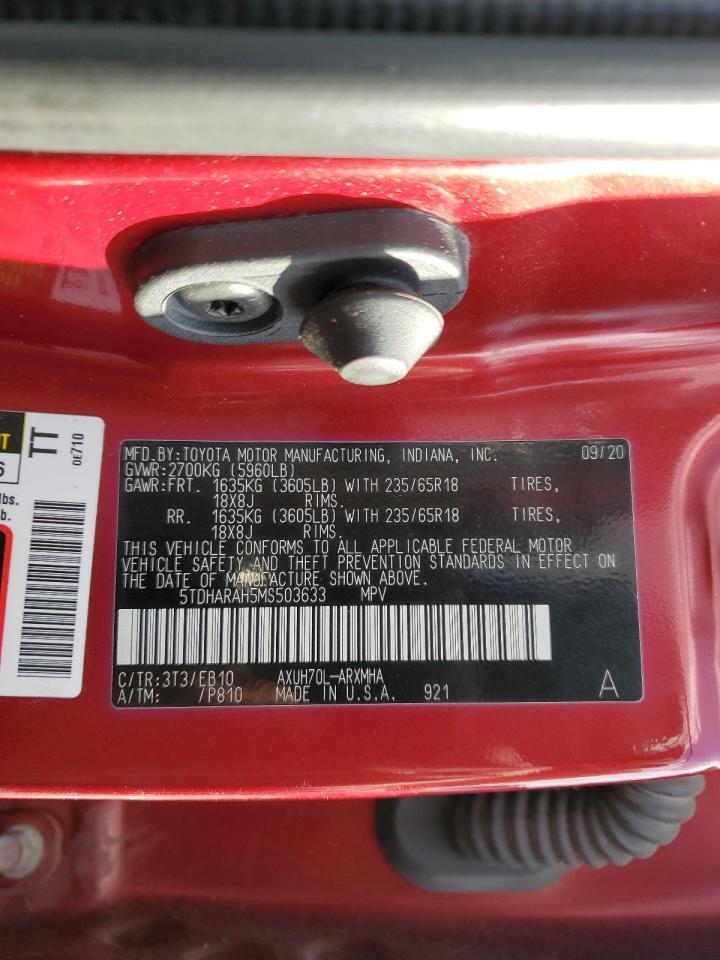 TT
0E710
lbs.
b.
MFD.BY:TOYOTA MOTOR MANUFACTURING, INDIANA, INC. 09/20
GVWR:2700KG (5960LB)
GAWR:FRT. 1635KG (3605LB) WITH 235/65R18 TIRES,
18X8J RIMS.
RR. 1635KG (3605LB) WITH 235/65R18 TIRES,
18X8J RIMS.
THIS VEHICLE CONFORMS TO ALL APPLICABLE FEDERAL MOTOR
VEHICLE SAFETY AND THEFT PREVENTION STANDARDS IN EFFECT ON
THE DATE OF MANUFACTURE SHOWN ABOVE.
5TDHARAH5MS503633 MPV
C/TR:3T3/EB10 AXUH70L-ARXMHA
A/TM: /P810 MADE IN U.S.A. 921 A